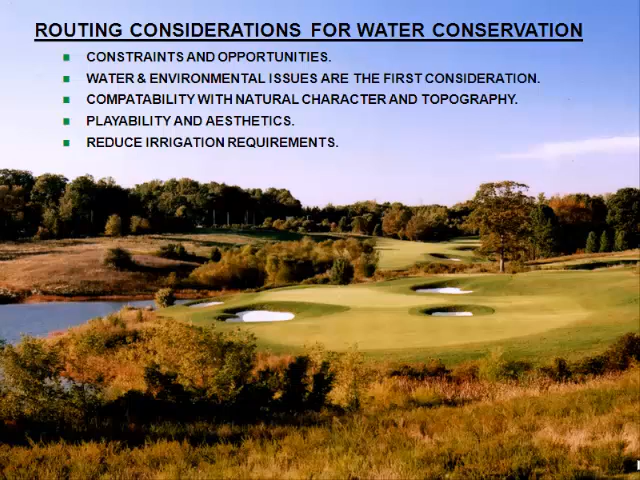 ROUTING CONSIDERATIONS FOR WATER CONSERVATION
CONSTRAINTS AND OPPORTUNITIES.
WATER & ENVIRONMENTAL ISSUES ARE THE FIRST CONSIDERATION.
COMPATABILITY WITH NATURAL CHARACTER AND TOPOGRAPHY.
PLAYABILITY AND AESTHETICS.
REDUCE IRRIGATION REQUIREMENTS.